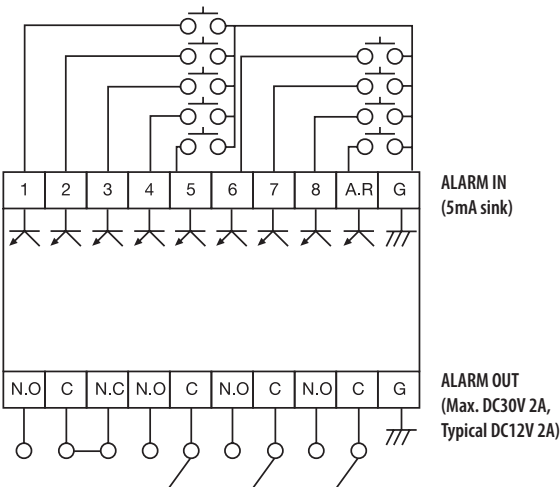 1 2 3 4 5 6 7 8 A.R G
ALARM IN
(5mA sink)
N.O C N.C N.O C N.O C N.O C G
ALARM OUT
(Max. DC30V 2A,
Typical DC12V 2A)